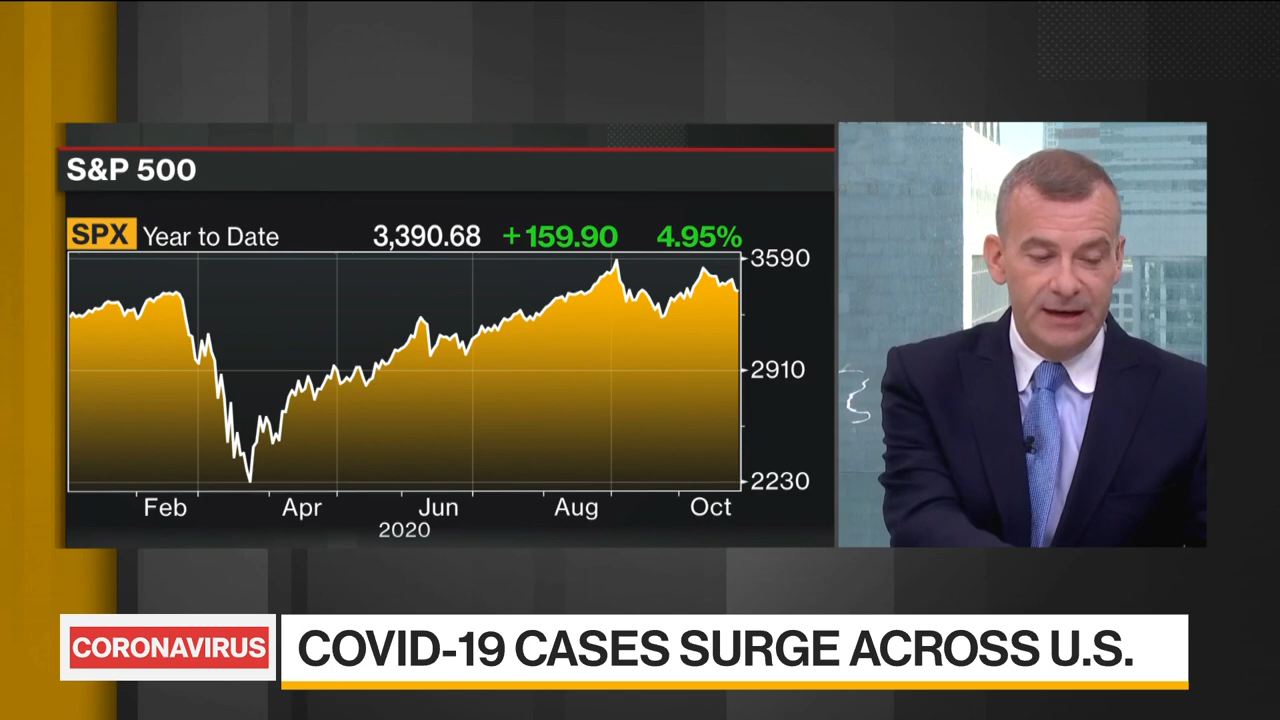 S&P 500
SPX Year to Date 3,390.68 +159.90 4.95%
3590
2910
2230
Feb Apr Jun Aug Oct
2020
CORONAVIRUS COVID-19 CASES SURGE ACROSS U.S.